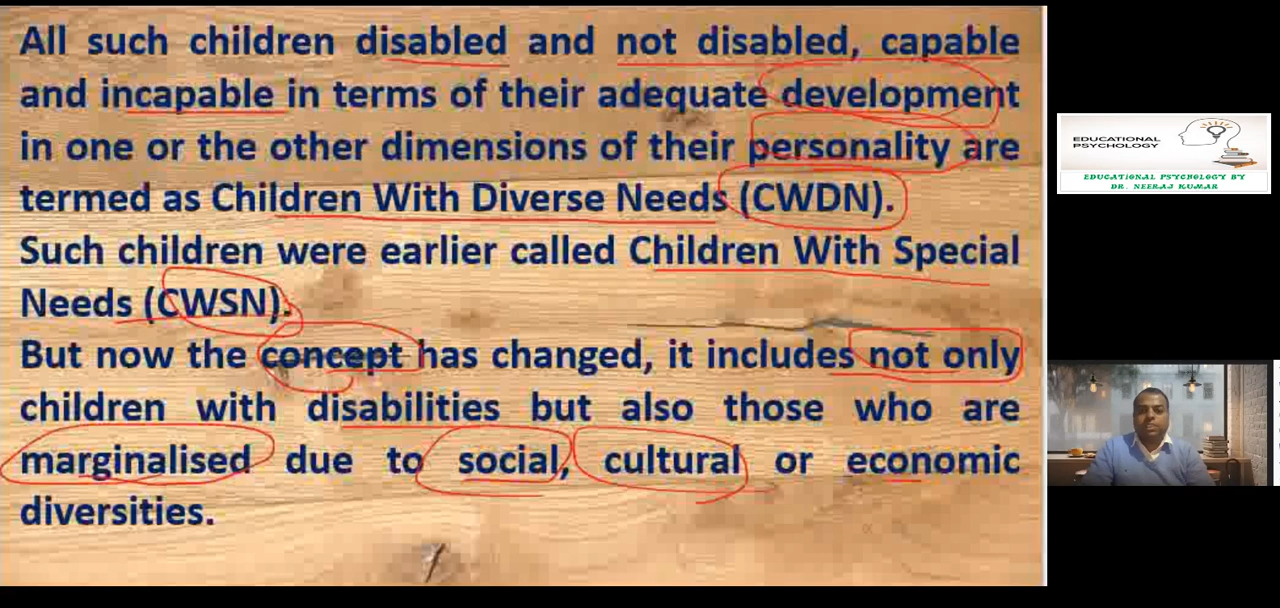 All such children disabled and not disabled, capable
and incapable in terms of their adequate development
in one or the other dimensions of their personality are
termed as Children With Diverse Needs (CWDN).
Such children were earlier called Children With Special
Needs (CWSN).
But now the concept has changed, it includes not only
children with disabilities but also those who are
marginalised due to social, cultural or economic
diversities.
EDUCATIONAL
PSYCHOLOGY
EDUCATIONAL PSYCHOLOGY BY
DR. NEERAJ KUMAR